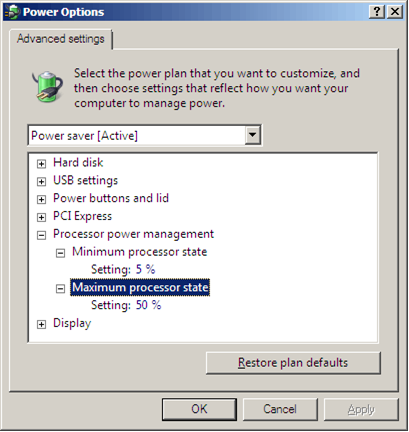 Power Options
Advanced settings
Select the power plan that you want to customize, and
then choose settings that reflect how you want your
computer to manage power.
Power saver [Active]
Hard disk
USB settings
Power buttons and lid
PCI Express
Processor power management
Minimum processor state
Setting: 5 %
Maximum processor state
Setting: 50 %
Display
Restore plan defaults
OK
Cancel
Apply